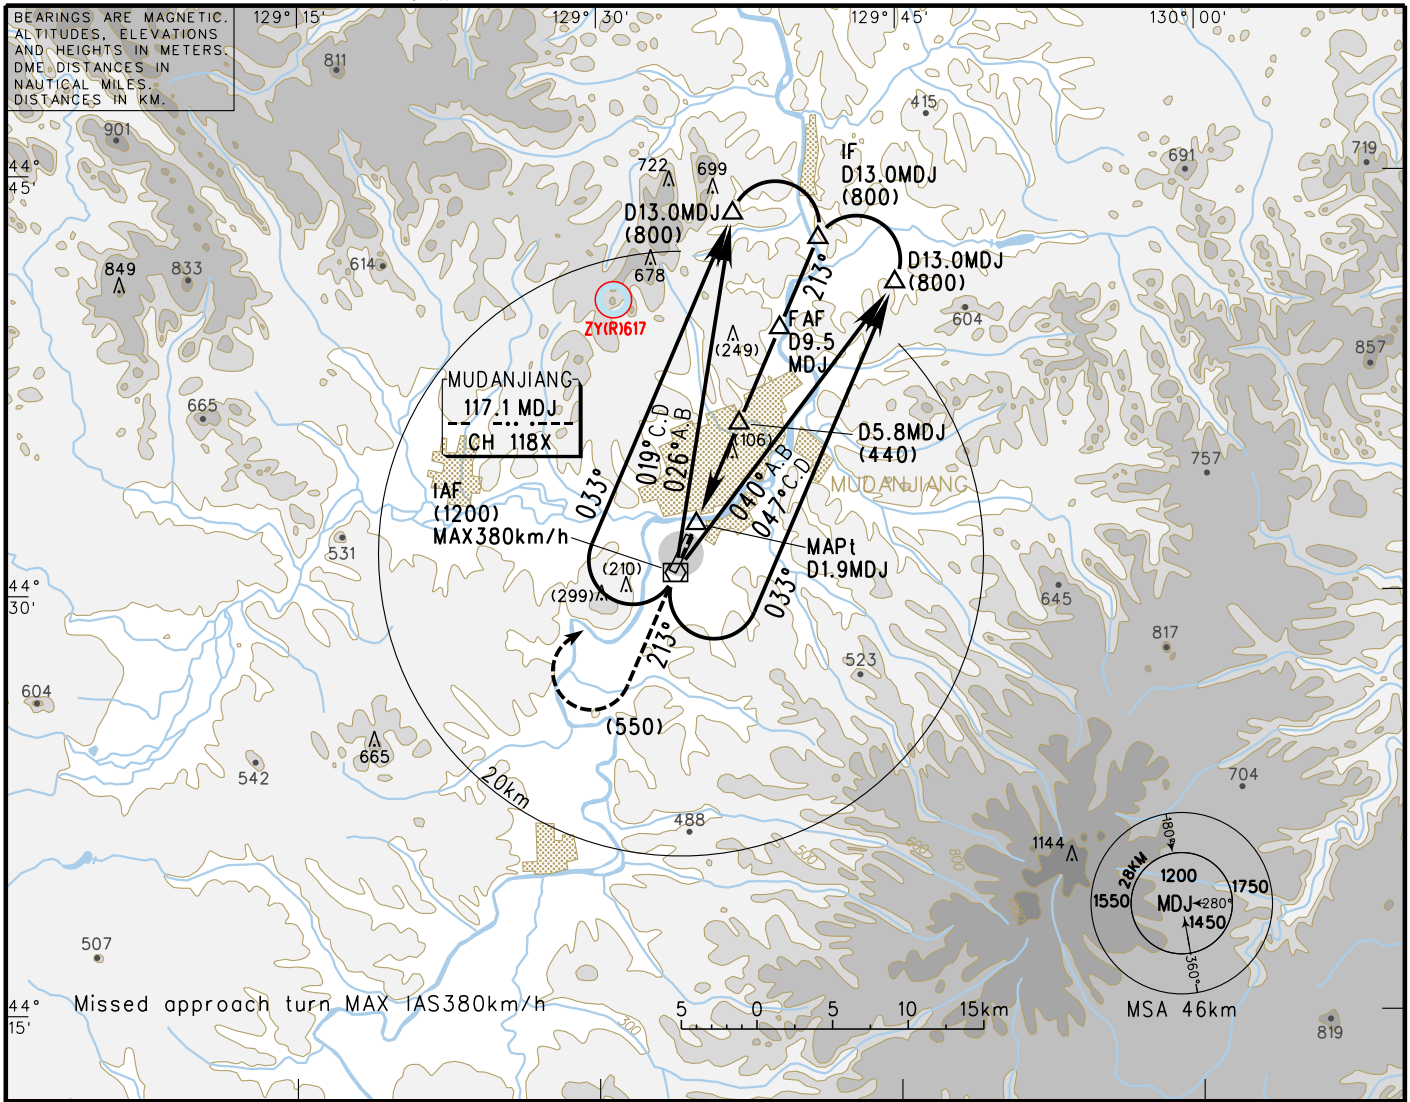 BEARINGS ARE MAGNETIC.
ALTITUDES, ELEVATIONS
AND HEIGHTS IN METERS.
DME DISTANCES IN
NAUTICAL MILES.
DISTANCES IN KM.
129°15'
129°30'
129°45'
130°00'
811
901
415
719
691
44°
45'
722
699
IF
D13.0MDJ
(800)
D13.0MDJ
(800)
678
614
849
833
D13.0MDJ
(800)
213°
604
ZY(R)617
FAF
D9.5
MDJ
(249)
857
MUDANJIANG
117.1 MDJ
CH 118X
665
019° C.D
026° A.B
(106)
D5.8MDJ
(440)
757
MUDANJIANG
040° A.B
047° C.D
033°
IAF
(1200)
MAX380km/h
531
MAPt
D1.9MDJ
(210)
(299)
44°
30'
033°
645
817
213°
523
604
(550)
665
542
20km
704
488
500
600
800
1144
180°
28KM
1200
1550
MDJ
280°
1750
1450
360°
MSA 46km
507
Missed approach turn MAX IAS380km/h
44°
15'
300
5 0 5 10 15km
819